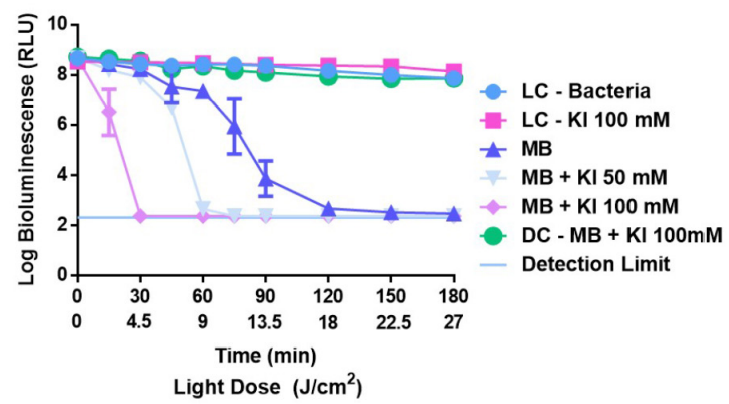 Log Bioluminescense (RLU)
10
8
6
4
2
0
0 30 60 90 120 150 180
0 4.5 9 13.5 18 22.5 27
Time (min)
Light Dose (J/cm²)
LC - Bacteria
LC - KI 100 mM
MB
MB + KI 50 mM
MB + KI 100 mM
DC - MB + KI 100mM
Detection Limit